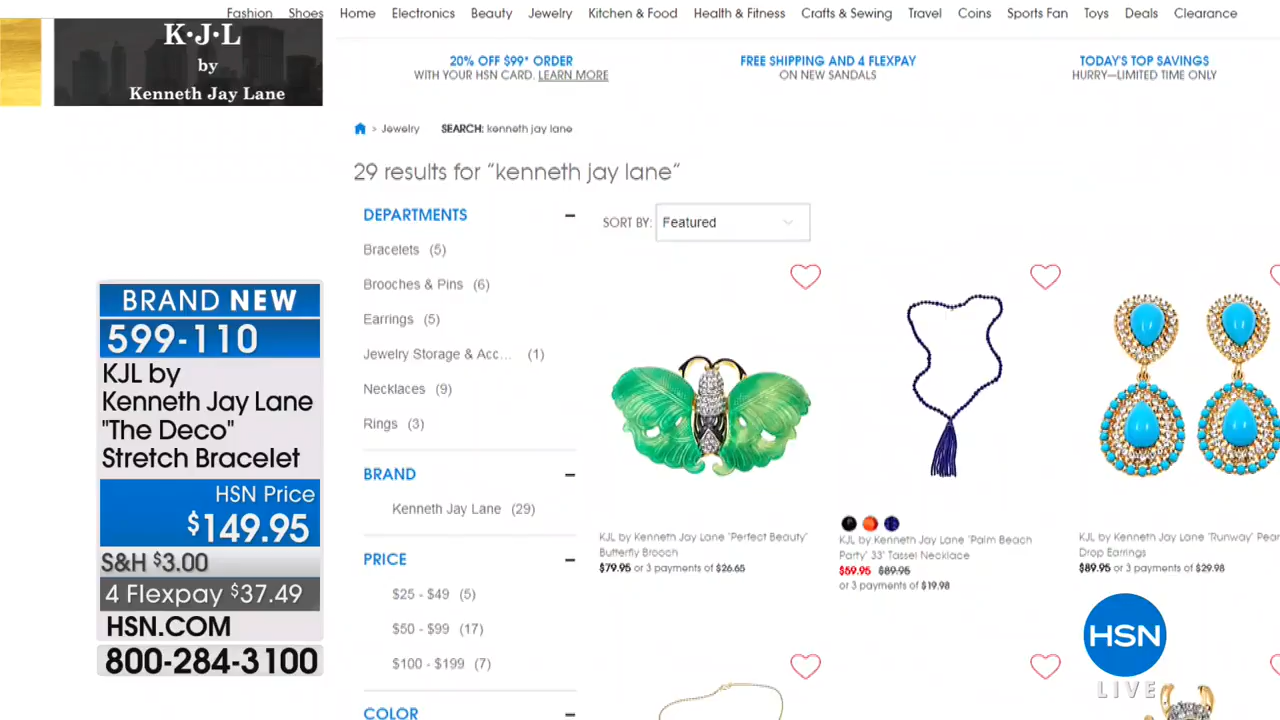 Fashion Shoes Home Electronics Beauty Jewelry Kitchen & Food Health & Fitness Crafts & Sewing Travel Coins Sports Fan Toys Deals Clearance
K•J•L
by
Kenneth Jay Lane
20% OFF $99* ORDER
WITH YOUR HSN CARD. LEARN MORE
FREE SHIPPING AND 4 FLEXPAY
ON NEW SANDALS
TODAY'S TOP SAVINGS
HURRY—LIMITED TIME ONLY
> Jewelry SEARCH: kenneth jay lane
29 results for "kenneth jay lane"
DEPARTMENTS
Bracelets (5)
Brooches & Pins (6)
Earrings (5)
Jewelry Storage & Acc... (1)
Necklaces (9)
Rings (3)
BRAND
Kenneth Jay Lane (29)
PRICE
$25 - $49 (5)
$50 - $99 (17)
$100 - $199 (7)
COLOR
SORT BY: Featured
KJL by Kenneth Jay Lane "Perfect Beauty"
Butterfly Brooch
$79.95 or 3 payments of $26.65
KJL by Kenneth Jay Lane "Palm Beach
Party" 33" Tassel Necklace
$59.95 $89.95
or 3 payments of $19.98
KJL by Kenneth Jay Lane "Runway" Pear
Drop Earrings
$89.95 or 3 payments of $29.98
BRAND NEW
599-110
KJL by
Kenneth Jay Lane
"The Deco"
Stretch Bracelet
HSN Price
$149.95
S&H $3.00
4 Flexpay $37.49
HSN.COM
800-284-3100
HSN
LIVE